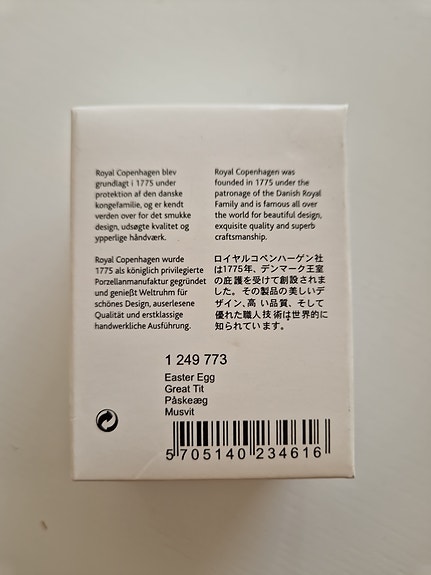 Royal Copenhagen blev
grundlagt i 1775 under
protektion af den danske
kongefamilie, og er kendt
verden over for det smukke
design, udsøgte kvalitet og
ypperlige håndværk.
Royal Copenhagen was
founded in 1775 under the
patronage of the Danish Royal
Family and is famous all over
the world for beautiful design,
exquisite quality and superb
craftsmanship.
Royal Copenhagen wurde
1775 als königlich privilegierte
Porzellanmanufaktur gegründet
und genießt Weltruhm für
schönes Design, auserlesene
Qualität und erstklassige
handwerkliche Ausführung.
ロイヤルコペンハーゲン社
は1775年、デンマーク王室
の庇護を受けて創設されま
した。その製品の美しいデ
ザイン、高い品質、そして
優れた職人技術は世界的に
知られています。
1 249 773
Easter Egg
Great Tit
Påskeæg
Musvit
5 705140 234616